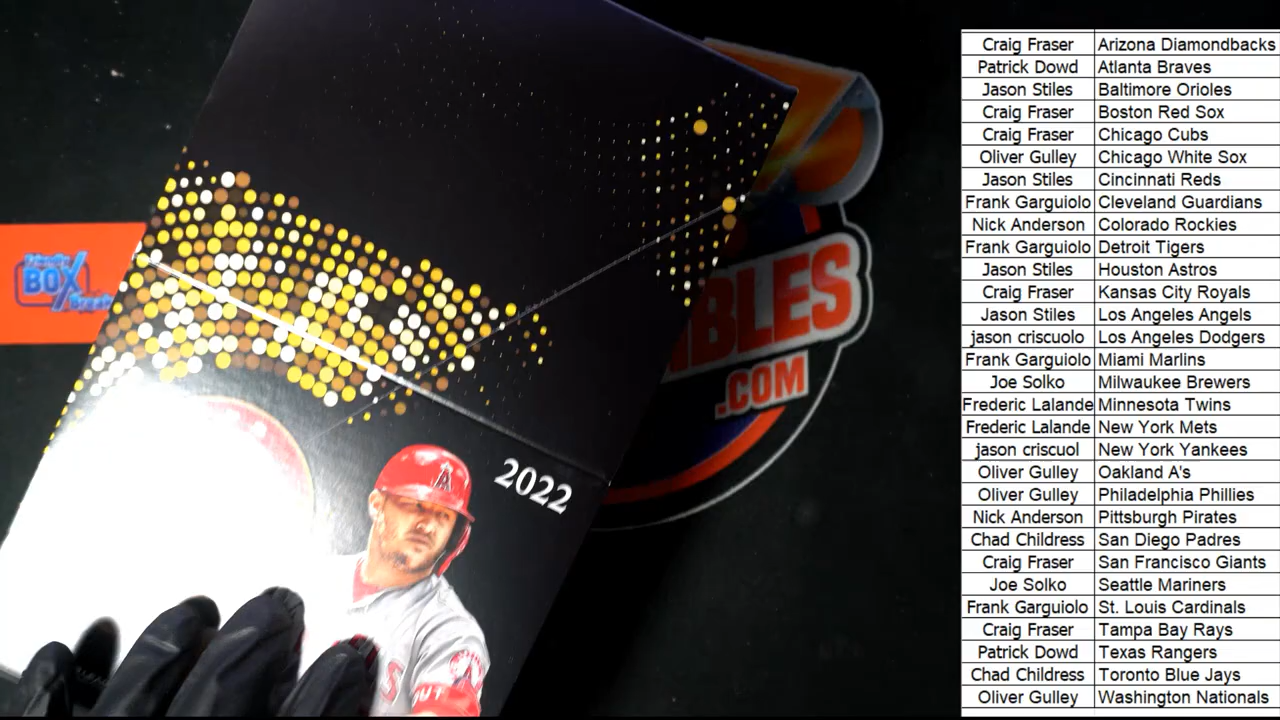 Craig Fraser Arizona Diamondbacks
Patrick Dowd Atlanta Braves
Jason Stiles Baltimore Orioles
Craig Fraser Boston Red Sox
Craig Fraser Chicago Cubs
Oliver Gulley Chicago White Sox
Jason Stiles Cincinnati Reds
Frank Garguiolo Cleveland Guardians
Nick Anderson Colorado Rockies
Frank Garguiolo Detroit Tigers
Jason Stiles Houston Astros
Craig Fraser Kansas City Royals
Jason Stiles Los Angeles Angels
jason criscuolo Los Angeles Dodgers
Frank Garguiolo Miami Marlins
Joe Solko Milwaukee Brewers
Frederic Lalande Minnesota Twins
Frederic Lalande New York Mets
jason criscuol New York Yankees
Oliver Gulley Oakland A's
Oliver Gulley Philadelphia Phillies
Nick Anderson Pittsburgh Pirates
Chad Childress San Diego Padres
Craig Fraser San Francisco Giants
Joe Solko Seattle Mariners
Frank Garguiolo St. Louis Cardinals
Craig Fraser Tampa Bay Rays
Patrick Dowd Texas Rangers
Chad Childress Toronto Blue Jays
Oliver Gulley Washington Nationals
BOX
IBLES
.COM
2022
A